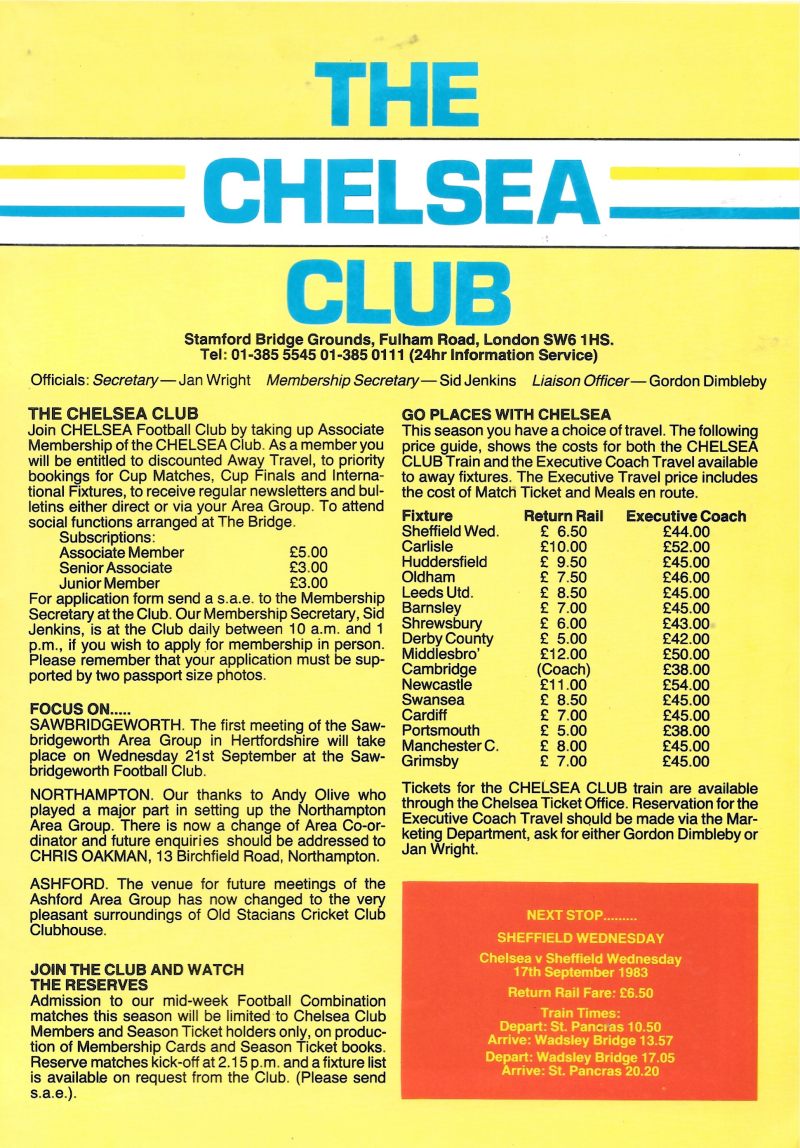 THE
CHELSEA
CLUB
Stamford Bridge Grounds, Fulham Road, London SW6 1HS.
Tel: 01-385 5545 01-385 0111 (24hr Information Service)
Officials: Secretary — Jan Wright Membership Secretary — Sid Jenkins Liaison Officer — Gordon Dimbleby
THE CHELSEA CLUB
Join CHELSEA Football Club by taking up Associate
Membership of the CHELSEA Club. As a member you
will be entitled to discounted Away Travel, to priority
bookings for Cup Matches, Cup Finals and Interna-
tional Fixtures, to receive regular newsletters and bul-
letins either direct or via your Area Group. To attend
social functions arranged at The Bridge.
Subscriptions:
Associate Member £5.00
Senior Associate £3.00
Junior Member £3.00
For application form send a s.a.e. to the Membership
Secretary at the Club. Our Membership Secretary, Sid
Jenkins, is at the Club daily between 10 a.m. and 1
p.m., if you wish to apply for membership in person.
Please remember that your application must be sup-
ported by two passport size photos.
FOCUS ON.....
SAWBRIDGEWORTH. The first meeting of the Saw-
bridgeworth Area Group in Hertfordshire will take
place on Wednesday 21st September at the Saw-
bridgeworth Football Club.
NORTHAMPTON. Our thanks to Andy Olive who
played a major part in setting up the Northampton
Area Group. There is now a change of Area Co-or-
dinator and future enquiries should be addressed to
CHRIS OAKMAN, 13 Birchfield Road, Northampton.
ASHFORD. The venue for future meetings of the
Ashford Area Group has now changed to the very
pleasant surroundings of Old Stacians Cricket Club
Clubhouse.
JOIN THE CLUB AND WATCH
THE RESERVES
Admission to our mid-week Football Combination
matches this season will be limited to Chelsea Club
Members and Season Ticket holders only, on produc-
tion of Membership Cards and Season Ticket books.
Reserve matches kick-off at 2.15 p.m. and a fixture list
is available on request from the Club. (Please send
s.a.e.).
GO PLACES WITH CHELSEA
This season you have a choice of travel. The following
price guide, shows the costs for both the CHELSEA
CLUB Train and the Executive Coach Travel available
to away fixtures. The Executive Travel price includes
the cost of Match Ticket and Meals en route.
Fixture Return Rail Executive Coach
Sheffield Wed. £ 6.50 £44.00
Carlisle £10.00 £52.00
Huddersfield £ 9.50 £45.00
Oldham £ 7.50 £46.00
Leeds Utd. £ 8.50 £45.00
Barnsley £ 7.00 £45.00
Shrewsbury £ 6.00 £43.00
Derby County £ 5.00 £42.00
Middlesbro' £12.00 £50.00
Cambridge (Coach) £38.00
Newcastle £11.00 £54.00
Swansea £ 8.50 £45.00
Cardiff £ 7.00 £45.00
Portsmouth £ 5.00 £38.00
Manchester C. £ 8.00 £45.00
Grimsby £ 7.00 £45.00
Tickets for the CHELSEA CLUB train are available
through the Chelsea Ticket Office. Reservation for the
Executive Coach Travel should be made via the Mar-
keting Department, ask for either Gordon Dimbleby or
Jan Wright.
NEXT STOP.........
SHEFFIELD WEDNESDAY
Chelsea v Sheffield Wednesday
17th September 1983
Return Rail Fare: £6.50
Train Times:
Depart: St. Pancras 10.50
Arrive: Wadsley Bridge 13.57
Depart: Wadsley Bridge 17.05
Arrive: St. Pancras 20.20